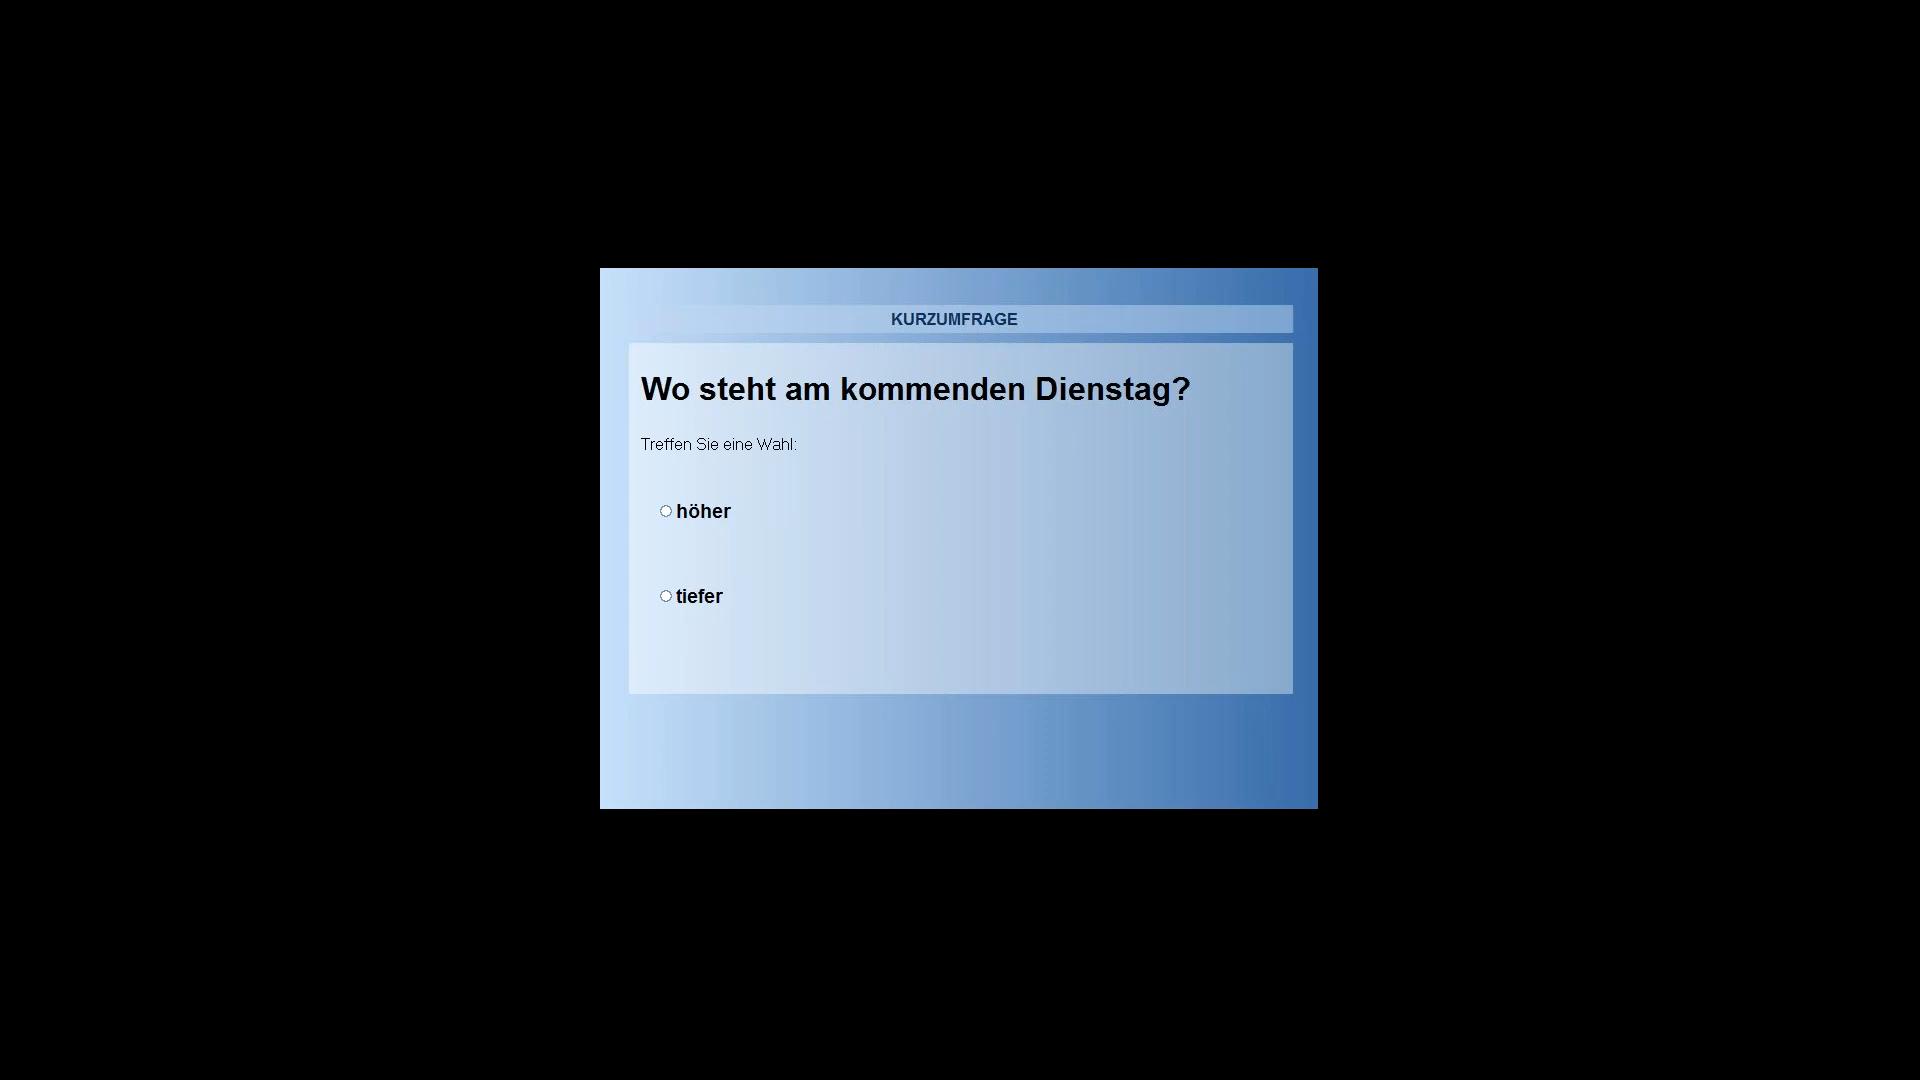 KURZUMFRAGE
Wo steht am kommenden Dienstag?
Treffen Sie eine Wahl:
höher
tiefer